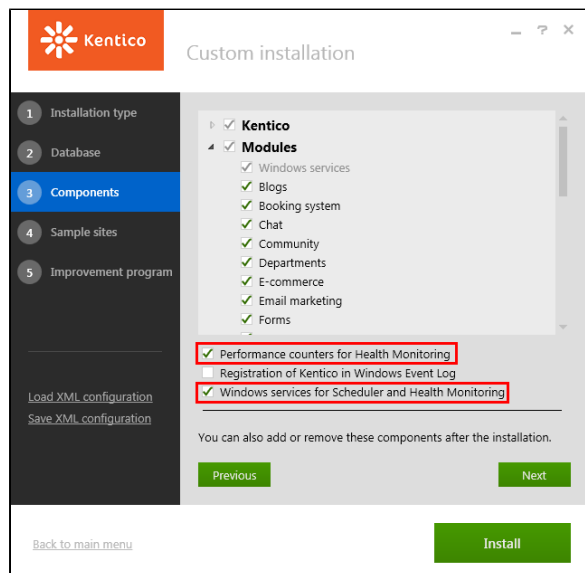 Kentico
Custom installation
1 Installation type
2 Database
3 Components
4 Sample sites
5 Improvement program
Load XML configuration
Save XML configuration
Kentico
Modules
Windows services
Blogs
Booking system
Chat
Community
Departments
E-commerce
Email marketing
Forms
Performance counters for Health Monitoring
Registration of Kentico in Windows Event Log
Windows services for Scheduler and Health Monitoring
You can also add or remove these components after the installation.
Previous
Next
Back to main menu
Install